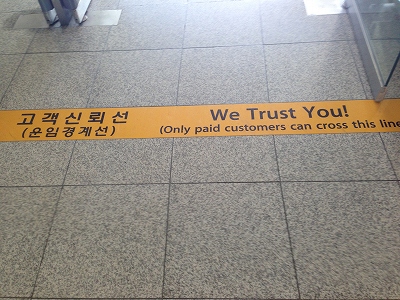 고객신뢰선
(운임경계선)
We Trust You!
(Only paid customers can cross this line